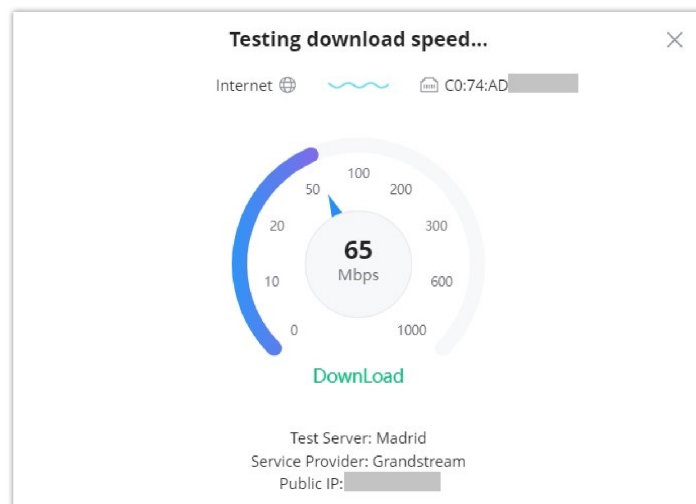 Testing download speed...
Internet C0:74:AD
100
50 200
20 300
10 600
0 1000
65
Mbps
DownLoad
Test Server: Madrid
Service Provider: Grandstream
Public IP: